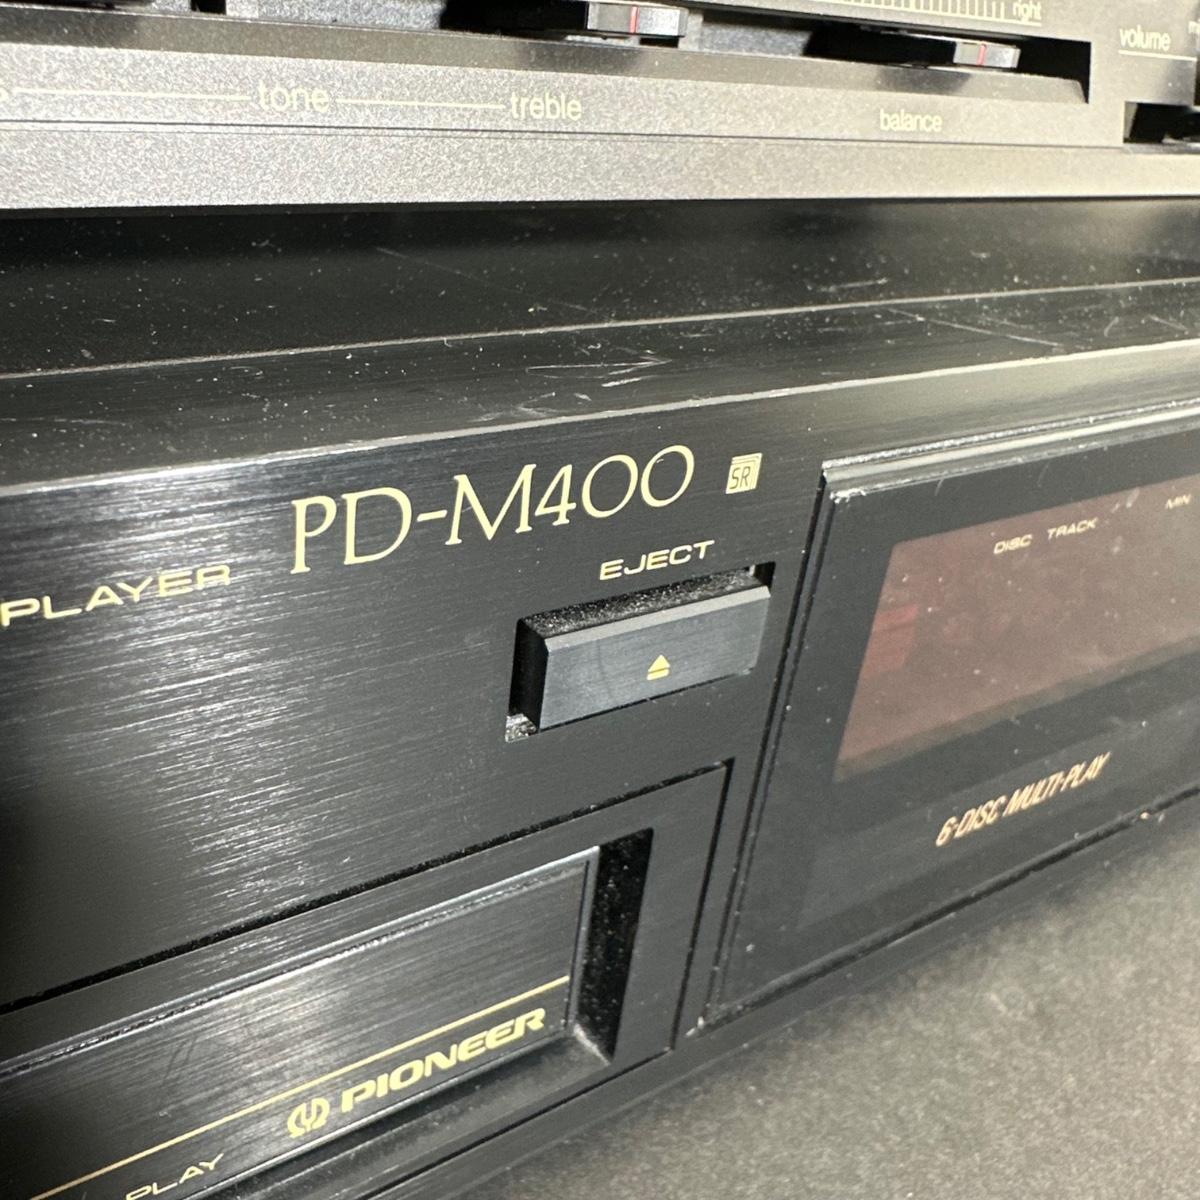 right
volume
tone treble balance
PD-M400 SR
PLAYER
EJECT
DISC TRACK MIN
6-DISC MULTI-PLAY
PIONEER
PLAY